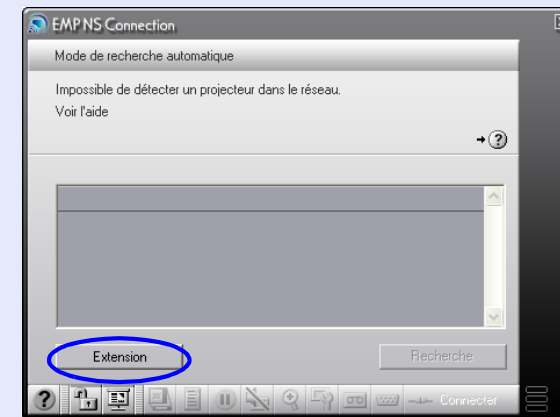 EMP NS Connection
Mode de recherche automatique
Impossible de détecter un projecteur dans le réseau.
Voir l'aide
Extension
Recherche
Connecter